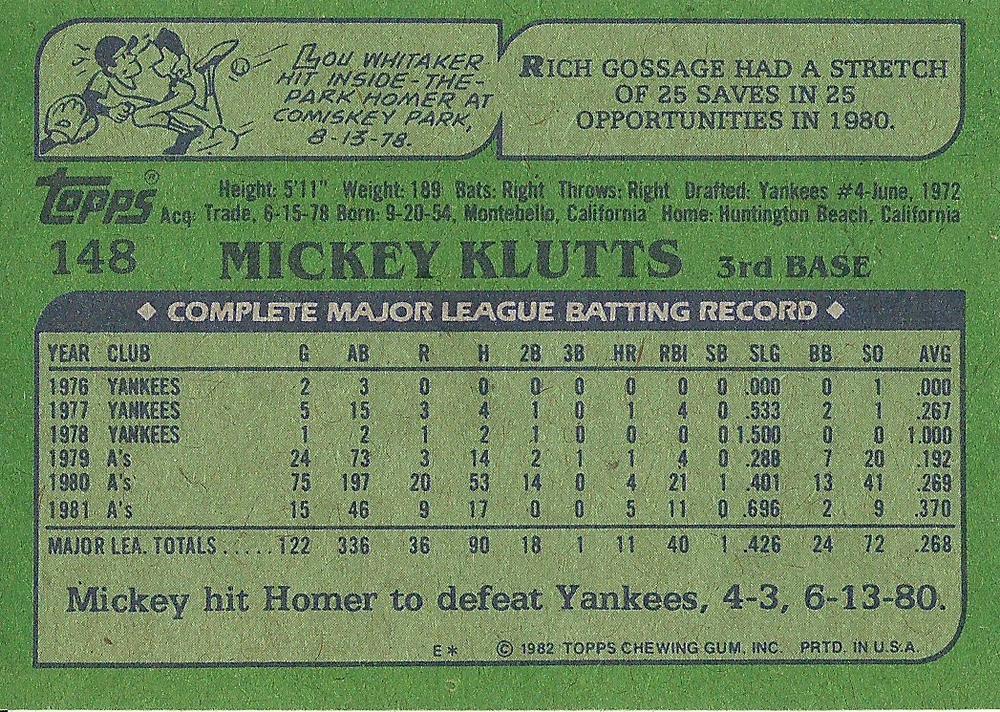 LOU WHITAKER
HIT INSIDE-THE-
PARK HOMER AT
COMISKEY PARK,
8-13-78.
RICH GOSSAGE HAD A STRETCH
OF 25 SAVES IN 25
OPPORTUNITIES IN 1980.
Topps®
Height: 5'11" Weight: 189 Bats: Right Throws: Right Drafted: Yankees #4-June, 1972
Acq: Trade, 6-15-78 Born: 9-20-54, Montebello, California Home: Huntington Beach, California
148 MICKEY KLUTTS 3rd BASE
◆ COMPLETE MAJOR LEAGUE BATTING RECORD ◆
YEAR CLUB G AB R H 2B 3B HR RBI SB SLG BB SO AVG
1976 YANKEES 2 3 0 0 0 0 0 0 0 .000 0 1 .000
1977 YANKEES 5 15 3 4 1 0 1 4 0 .533 2 1 .267
1978 YANKEES 1 2 1 2 1 0 0 0 0 1.500 0 0 1.000
1979 A's 24 73 3 14 2 1 1 4 0 .288 7 20 .192
1980 A's 75 197 20 53 14 0 4 21 1 .401 13 41 .269
1981 A's 15 46 9 17 0 0 5 11 0 .696 2 9 .370
MAJOR LEA. TOTALS .....122 336 36 90 18 1 11 40 1 .426 24 72 .268
Mickey hit Homer to defeat Yankees, 4-3, 6-13-80.
E* © 1982 TOPPS CHEWING GUM, INC. PRTD. IN U.S.A.